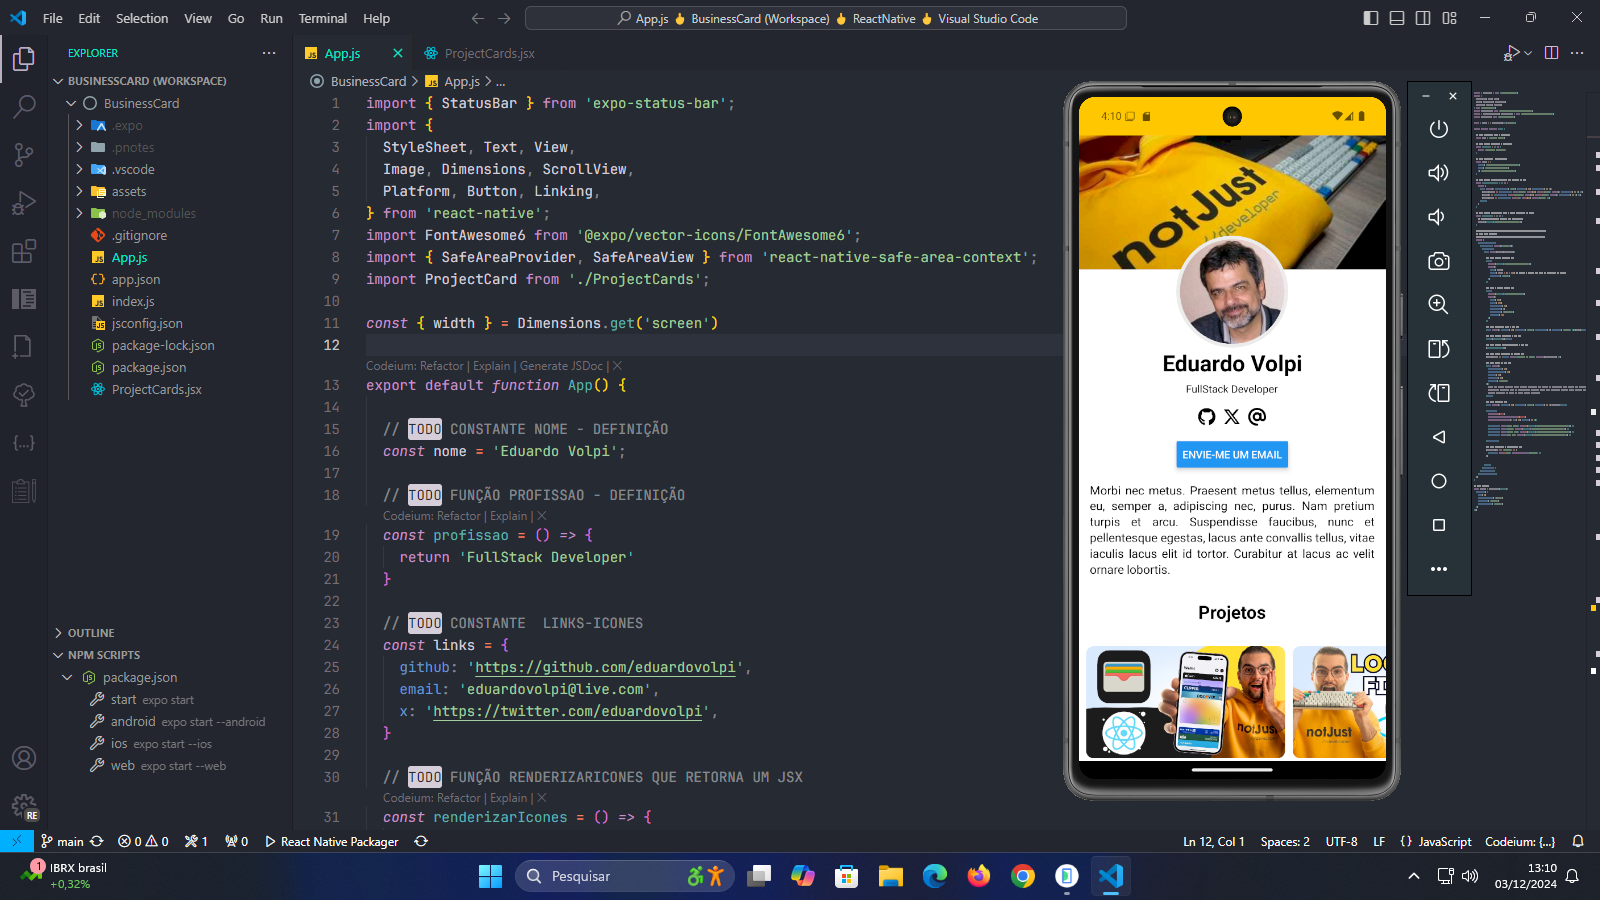 File Edit Selection View Go Run Terminal Help
App.js 👆 BusinessCard (Workspace) 👆 ReactNative 👆 Visual Studio Code
EXPLORER
BUSINESSCARD (WORKSPACE)
BusinessCard
.expo
.pnotes
.vscode
assets
node_modules
.gitignore
App.js
app.json
index.js
jsconfig.json
package-lock.json
package.json
ProjectCards.jsx
OUTLINE
NPM SCRIPTS
package.json
start expo start
android expo start --android
ios expo start --ios
web expo start --web
RE
App.js ProjectCards.jsx
BusinessCard > App.js > ...
1 import { StatusBar } from 'expo-status-bar';
2 import {
3 StyleSheet, Text, View,
4 Image, Dimensions, ScrollView,
5 Platform, Button, Linking,
6 } from 'react-native';
7 import FontAwesome6 from '@expo/vector-icons/FontAwesome6';
8 import { SafeAreaProvider, SafeAreaView } from 'react-native-safe-area-context';
9 import ProjectCard from './ProjectCards';
10
11 const { width } = Dimensions.get('screen')
12
Codeium: Refactor | Explain | Generate JSDoc | X
13 export default function App() {
14
15 // TODO CONSTANTE NOME - DEFINIÇÃO
16 const nome = 'Eduardo Volpi';
17
18 // TODO FUNÇÃO PROFISSAO - DEFINIÇÃO
Codeium: Refactor | Explain | X
19 const profissao = () => {
20 return 'FullStack Developer'
21 }
22
23 // TODO CONSTANTE  LINKS-ICONES
24 const links = {
25 github: 'https://github.com/eduardovolpi',
26 email: 'eduardovolpi@live.com',
27 x: 'https://twitter.com/eduardovolpi',
28 }
29
30 // TODO FUNÇÃO RENDERIZARICONES QUE RETORNA UM JSX
Codeium: Refactor | Explain | X
31 const renderizarIcones = () => {
4:10
notJust
//developer
Eduardo Volpi
FullStack Developer
ENVIE-ME UM EMAIL
Morbi nec metus. Praesent metus tellus, elementum
eu, semper a, adipiscing nec, purus. Nam pretium
turpis et arcu. Suspendisse faucibus, nunc et
pellentesque egestas, lacus ante convallis tellus, vitae
iaculis lacus elit id tortor. Curabitur at lacus ac velit
ornare lobortis.
Projetos
notJust
notJust
main 0 0 1 0 React Native Packager
Ln 12, Col 1 Spaces: 2 UTF-8 LF {} JavaScript Codeium: {...}
1 IBRX brasil
+0,32%
Pesquisar
13:10
03/12/2024